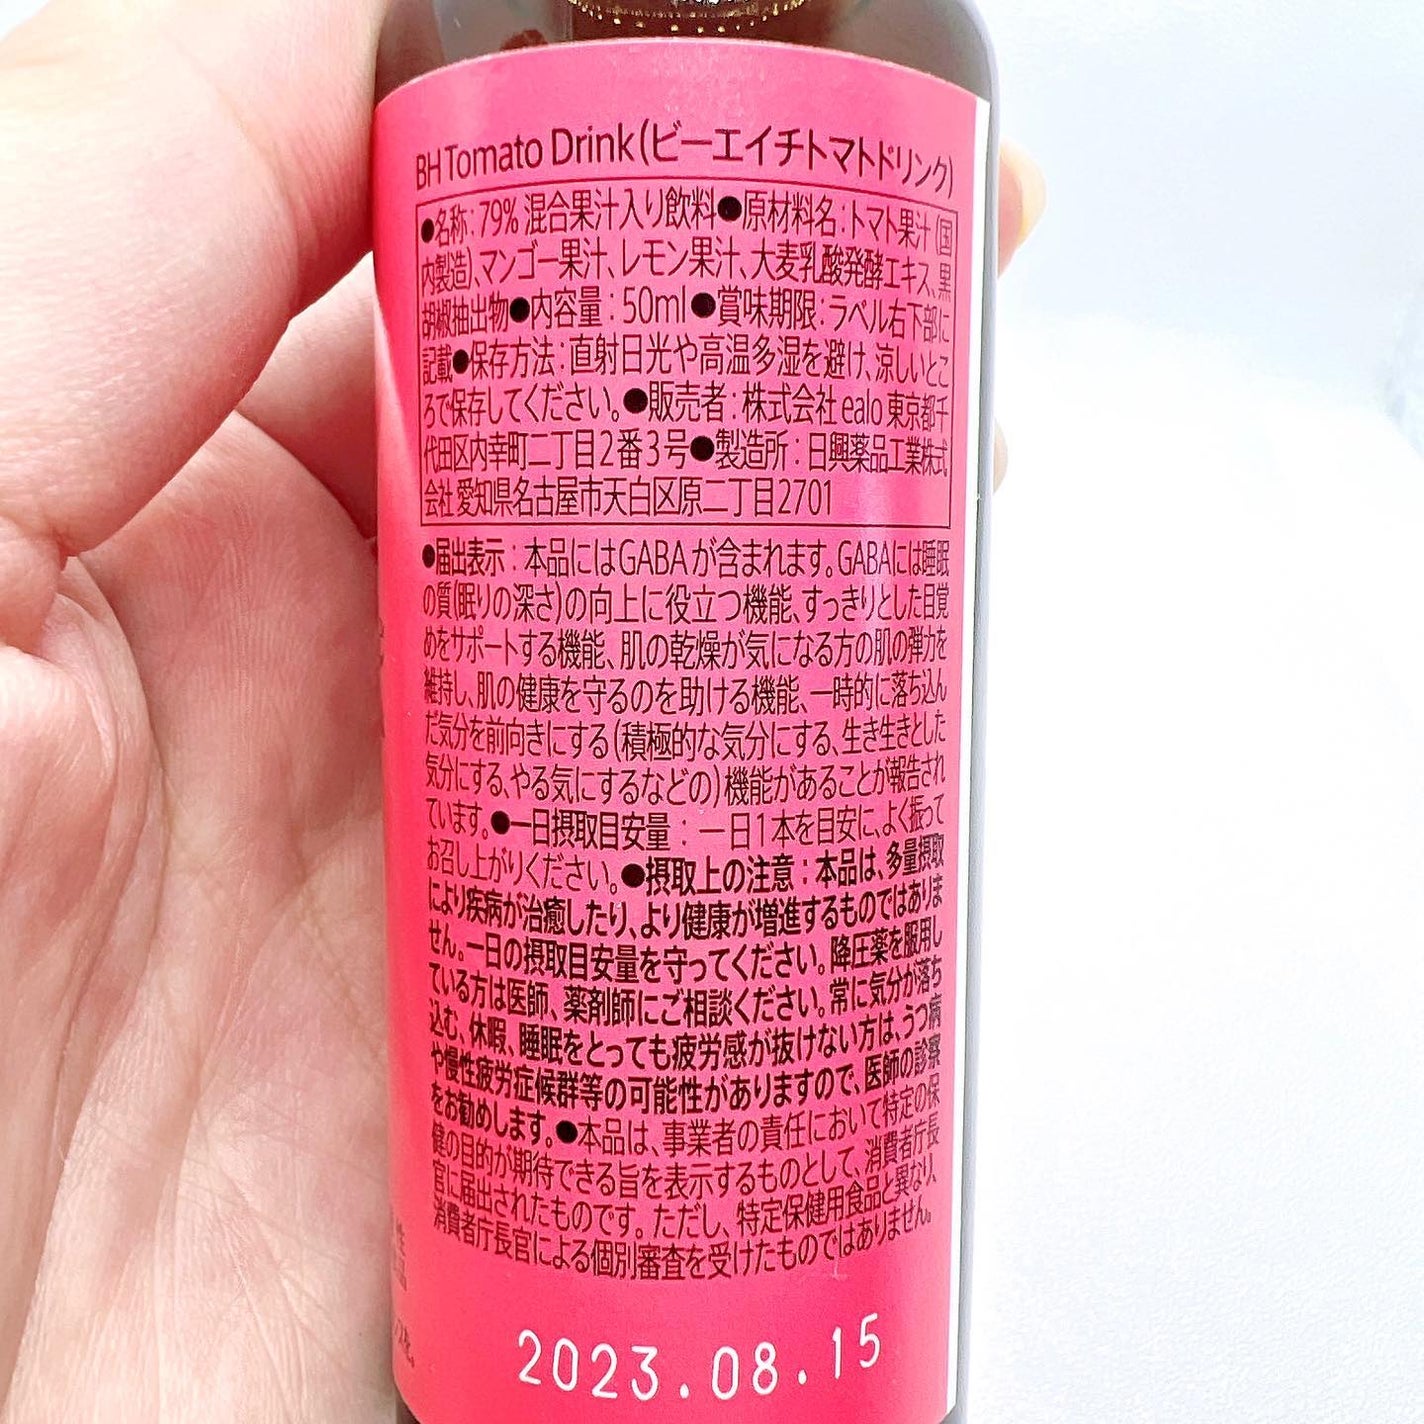 BH Tomato Drink(ビーエイチトマトドリンク)
●名称：79% 混合果汁入り飲料●原材料名：トマト果汁(国
内製造)、マンゴー果汁、レモン果汁、大麦乳酸発酵エキス、黒
胡椒抽出物●内容量：50ml●賞味期限：ラベル右下部に
記載●保存方法：直射日光や高温多湿を避け、涼しいとこ
ろで保存してください。●販売者：株式会社 ealo 東京都千
代田区内幸町二丁目2番3号●製造所：日興薬品工業株式
会社 愛知県名古屋市天白区原二丁目2701
●届出表示：本品にはGABAが含まれます。GABAには睡眠
の質(眠りの深さ)の向上に役立つ機能、すっきりとした目覚
めをサポートする機能、肌の乾燥が気になる方の肌の弾力を
維持し、肌の健康を守るのを助ける機能、一時的に落ち込ん
だ気分を前向きにする(積極的な気分にする、生き生きとした
気分にする、やる気にするなどの)機能があることが報告され
ています。●一日摂取目安量：一日1本を目安に、よく振って
お召し上がりください。●摂取上の注意：本品は、多量摂取
により疾病が治癒したり、より健康が増進するものではありま
せん。一日の摂取目安量を守ってください。降圧薬を服用し
ている方は医師、薬剤師にご相談ください。常に気分が落ち
込む、休暇、睡眠をとっても疲労感が抜けない方は、うつ病
や慢性疲労症候群等の可能性がありますので、医師の診察
をお勧めします。●本品は、事業者の責任において特定の保
健の目的が期待できる旨を表示するものとして、消費者庁長
官に届出されたものです。ただし、特定保健用食品と異なり、
消費者庁長官による個別審査を受けたものではありません。
2023.08.15